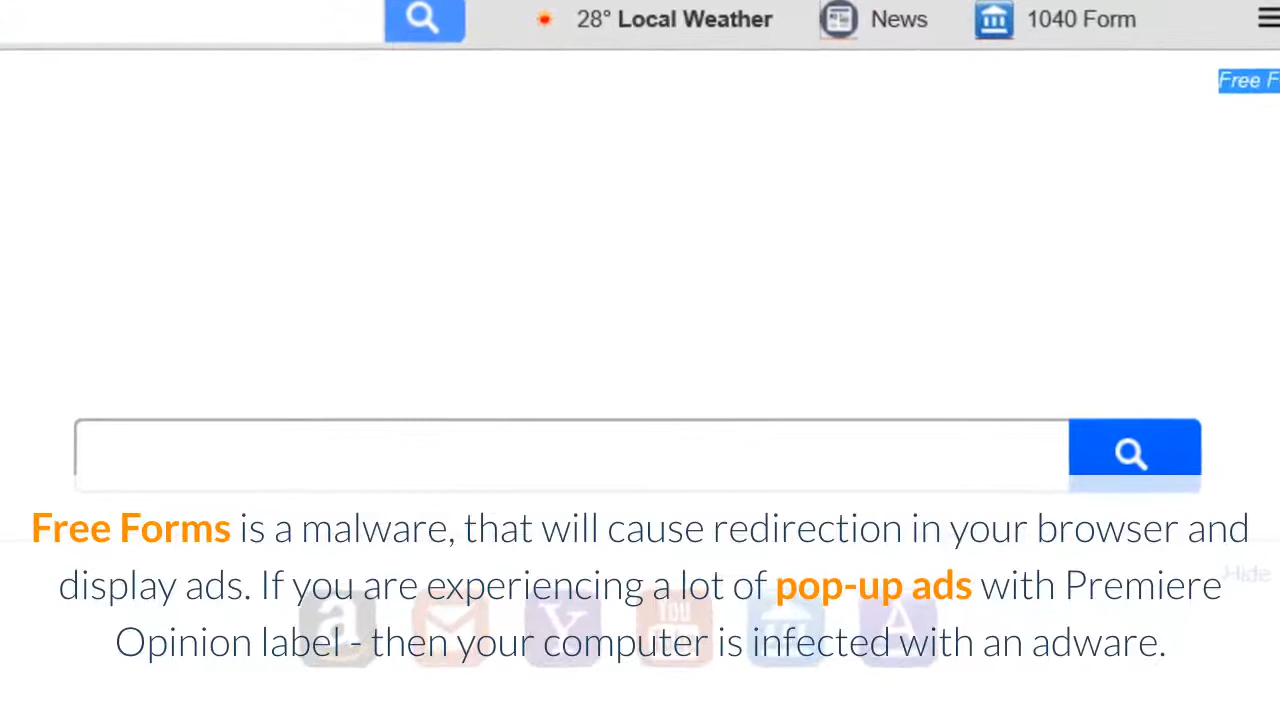 28° Local Weather News 1040 Form
Free F
Free Forms is a malware, that will cause redirection in your browser and
Hide
display ads. If you are experiencing a lot of pop-up ads with Premiere
You
Opinion label - then your computer is infected with an adware.